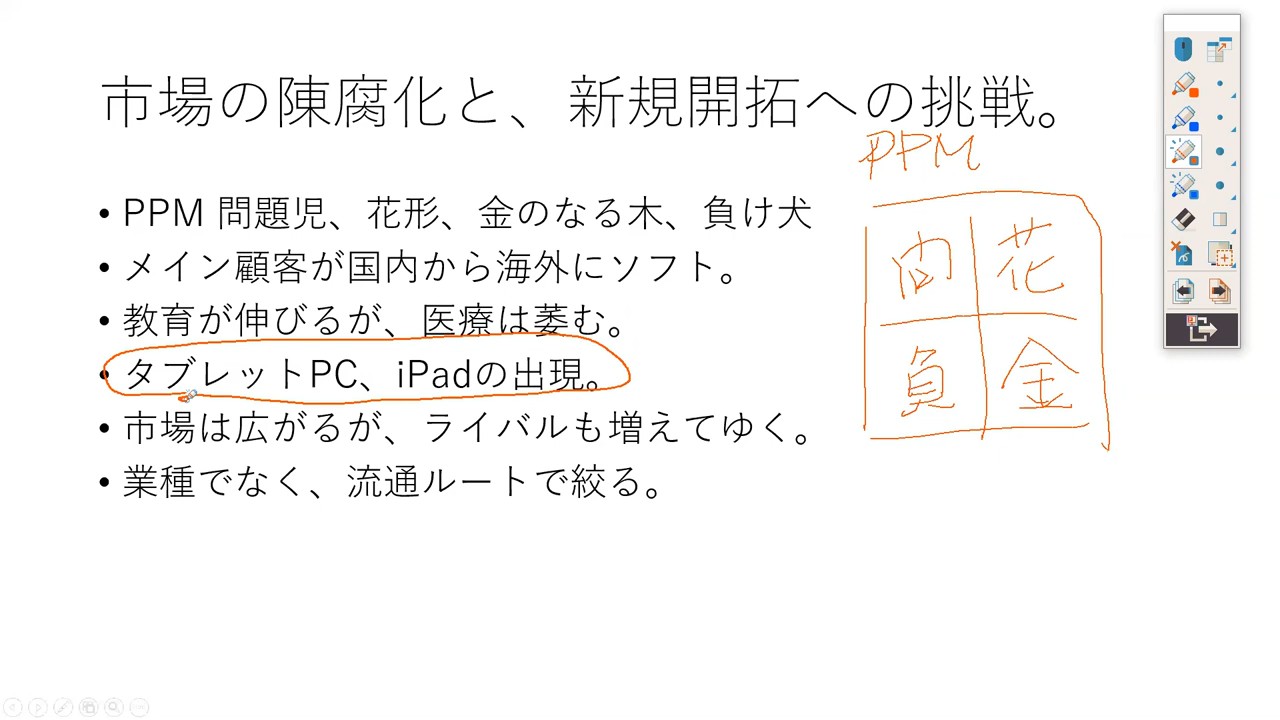 市場の陳腐化と、新規開拓への挑戦。
PPM
• PPM 問題児、花形、金のなる木、負け犬
• メイン顧客が国内から海外にソフト。
• 教育が伸びるが、医療は萎む。
• タブレットPC、iPadの出現。
• 市場は広がるが、ライバルも増えてゆく。
• 業種でなく、流通ルートで絞る。
問 花
負 金